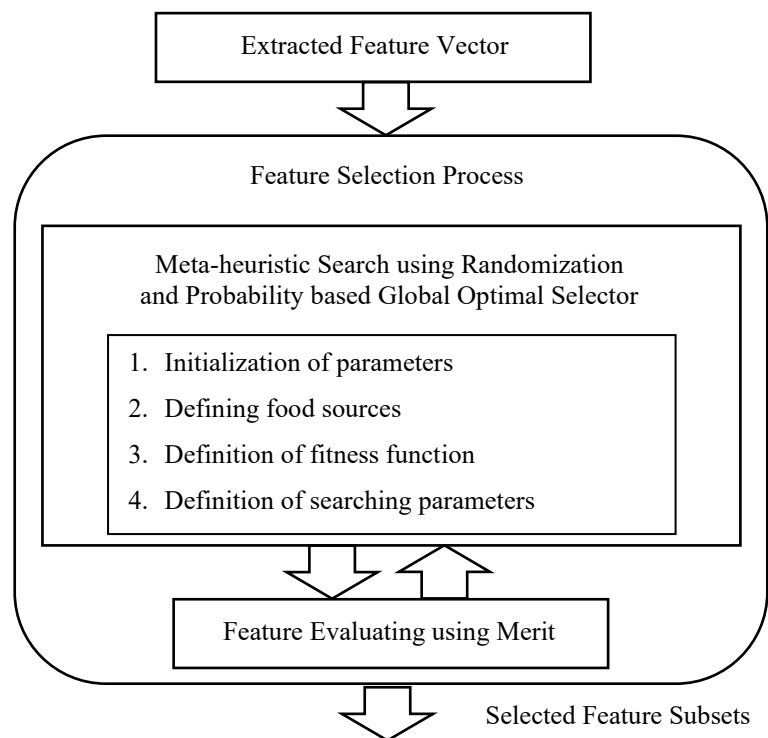 Extracted Feature Vector
Feature Selection Process
Meta-heuristic Search using Randomization
and Probability based Global Optimal Selector
1. Initialization of parameters
2. Defining food sources
3. Definition of fitness function
4. Definition of searching parameters
Feature Evaluating using Merit
Selected Feature Subsets